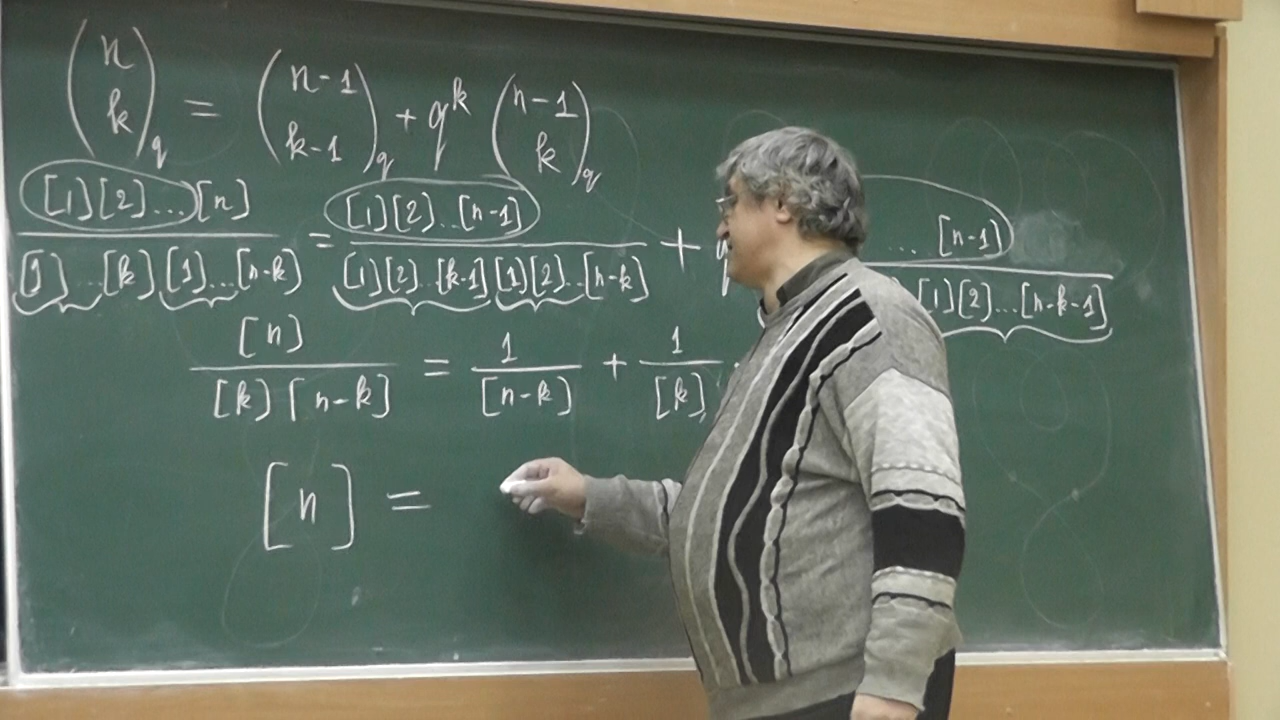 (n k)_q = (n-1 k-1)_q + q^k (n-1 k)_q
[1][2]...[n] / [1]...[k][1]...[n-k] = [1][2]...[n-1] / [1][2]...[k-1][1][2]...[n-k] + q ... [n-1] / [1][2]...[n-k-1]
[n] / [k][n-k] = 1 / [n-k] + 1 / [k]
[n] =